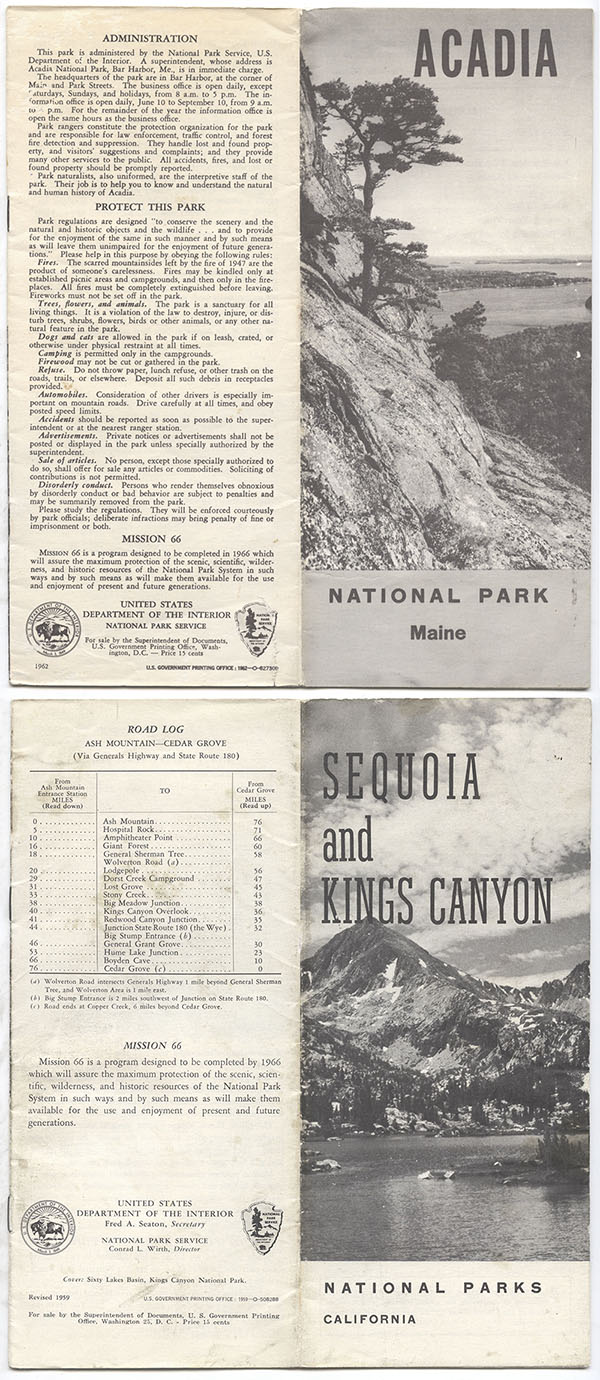 ADMINISTRATION
This park is administered by the National Park Service, U.S.
Department of the Interior. A superintendent, whose address is
Acadia National Park, Bar Harbor, Me., is in immediate charge.
The headquarters of the park are in Bar Harbor, at the corner of
Main and Park Streets. The business office is open daily, except
Saturdays, Sundays, and holidays, from 8 a.m. to 5 p.m. The in-
formation office is open daily, June 10 to September 10, from 9 a.m.
to p.m. For the remainder of the year the information office is
open the same hours as the business office.
Park rangers constitute the protection organization for the park
and are responsible for law enforcement, traffic control, and forest
fire detection and suppression. They handle lost and found prop-
erty, and visitors' suggestions and complaints; and they provide
many other services to the public. All accidents, fires, and lost or
found property should be promptly reported.
Park naturalists, also uniformed, are the interpretive staff of the
park. Their job is to help you to know and understand the natural
and human history of Acadia.
PROTECT THIS PARK
Park regulations are designed "to conserve the scenery and the
natural and historic objects and the wildlife . . . and to provide
for the enjoyment of the same in such manner and by such means
as will leave them unimpaired for the enjoyment of future genera-
tions." Please help in this purpose by obeying the following rules:
Fires. The scarred mountainsides left by the fire of 1947 are the
product of someone's carelessness. Fires may be kindled only at
established picnic areas and campgrounds, and then only in the fire-
places. All fires must be completely extinguished before leaving.
Fireworks must not be set off in the park.
Trees, flowers, and animals. The park is a sanctuary for all
living things. It is a violation of the law to destroy, injure, or dis-
turb trees, shrubs, flowers, birds or other animals, or any other na-
tural feature in the park.
Dogs and cats are allowed in the park if on leash, crated, or
otherwise under physical restraint at all times.
Camping is permitted only in the campgrounds.
Firewood may not be cut or gathered in the park.
Refuse. Do not throw paper, lunch refuse, or other trash on the
roads, trails, or elsewhere. Deposit all such debris in receptacles
provided.
Automobiles. Consideration of other drivers is especially im-
portant on mountain roads. Drive carefully at all times, and obey
posted speed limits.
Accidents should be reported as soon as possible to the super-
intendent or at the nearest ranger station.
Advertisements. Private notices or advertisements shall not be
posted or displayed in the park unless specially authorized by the
superintendent.
Sale of articles. No person, except those specially authorized to
do so, shall offer for sale any articles or commodities. Soliciting of
contributions is not permitted.
Disorderly conduct. Persons who render themselves obnoxious
by disorderly conduct or bad behavior are subject to penalties and
may be summarily removed from the park.
Please study the regulations. They will be enforced courteously
by park officials; deliberate infractions may bring penalty of fine or
imprisonment or both.
MISSION 66
MISSION 66 is a program designed to be completed in 1966 which
will assure the maximum protection of the scenic, scientific, wilder-
ness, and historic resources of the National Park System in such
ways and by such means as will make them available for the use
and enjoyment of present and future generations.
UNITED STATES
DEPARTMENT OF THE INTERIOR
NATIONAL PARK SERVICE
For sale by the Superintendent of Documents,
U.S. Government Printing Office, Wash-
ington, D.C. — Price 15 cents
1962
U.S. GOVERNMENT PRINTING OFFICE : 1962—O-627300
ACADIA
NATIONAL PARK
Maine
ROAD LOG
ASH MOUNTAIN—CEDAR GROVE
(Via Generals Highway and State Route 180)
From Ash Mountain Entrance Station MILES (Read down) TO From Cedar Grove MILES (Read up)
0 Ash Mountain 76
5 Hospital Rock 71
10 Amphitheater Point 66
16 Giant Forest 60
18 General Sherman Tree 58
Wolverton Road (a)
20 Lodgepole 56
29 Dorst Creek Campground 47
31 Lost Grove 45
33 Stony Creek 43
38 Big Meadow Junction 38
40 Kings Canyon Overlook 36
41 Redwood Canyon Junction 35
44 Junction State Route 180 (the Wye) 32
Big Stump Entrance (b)
46 General Grant Grove 30
53 Hume Lake Junction 23
66 Boyden Cave 10
76 Cedar Grove (c) 0
(a) Wolverton Road intersects Generals Highway 1 mile beyond General Sherman
Tree, and Wolverton Area is 1 mile east.
(b) Big Stump Entrance is 2 miles southwest of Junction on State Route 180.
(c) Road ends at Copper Creek, 6 miles beyond Cedar Grove.
MISSION 66
Mission 66 is a program designed to be completed by 1966
which will assure the maximum protection of the scenic, scien-
tific, wilderness, and historic resources of the National Park
System in such ways and by such means as will make them
available for the use and enjoyment of present and future
generations.
UNITED STATES
DEPARTMENT OF THE INTERIOR
Fred A. Seaton, Secretary
NATIONAL PARK SERVICE
Conrad L. Wirth, Director
Cover: Sixty Lakes Basin, Kings Canyon National Park.
Revised 1959
U.S. GOVERNMENT PRINTING OFFICE : 1959—O-508288
For sale by the Superintendent of Documents, U. S. Government Printing
Office, Washington 25, D. C. - Price 15 cents
SEQUOIA
and
KINGS CANYON
NATIONAL PARKS
CALIFORNIA